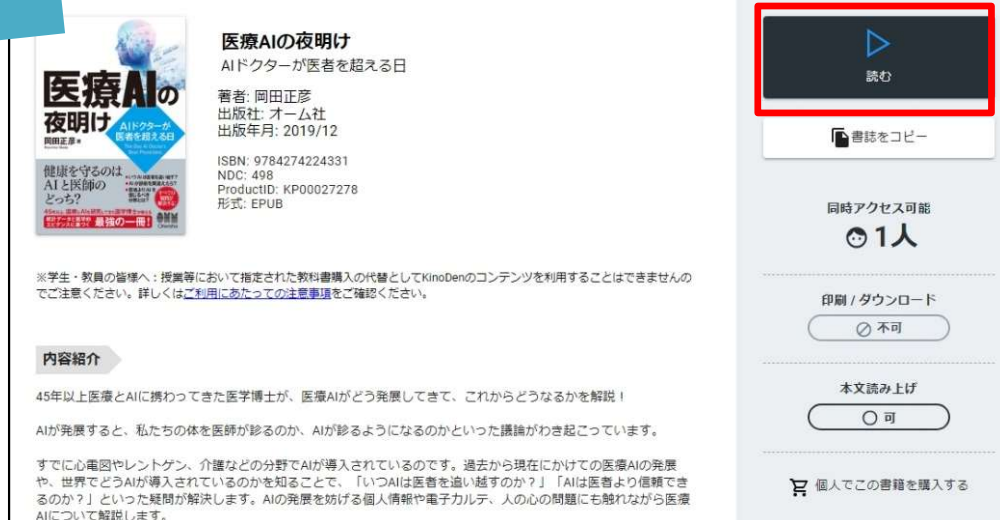 医療AIの夜明け
AIドクターが医者を超える日
著者: 岡田正彦
出版社: オーム社
出版年月: 2019/12
ISBN: 9784274224331
NDC: 498
ProductID: KP00027278
形式: EPUB
医療AIの
夜明け
AIドクターが
医者を超える日
岡田正彦
健康を守るのは
AIと医師の
どっち?
最強の一冊!
※学生・教員の皆様へ：授業等において指定された教科書購入の代替としてKinoDenのコンテンツを利用することはできませんの
でご注意ください。詳しくはご利用にあたっての注意事項をご確認ください。
内容紹介
45年以上医療とAIに携わってきた医学博士が、医療AIがどう発展してきて、これからどうなるかを解説！
AIが発展すると、私たちの体を医師が診るのか、AIが診るようになるのかといった議論がわき起こっています。
すでに心電図やレントゲン、介護などの分野でAIが導入されているのです。過去から現在にかけての医療AIの発展
や、世界でどうAIが導入されているのかを知ることで、「いつAIは医者を追い越すのか？」「AIは医者より信頼でき
るのか？」といった疑問が解決します。AIの発展を妨げる個人情報や電子カルテ、人の心の問題にも触れながら医療
AIについて解説します。
読む
書誌をコピー
同時アクセス可能
1人
印刷 / ダウンロード
不可
本文読み上げ
可
個人でこの書籍を購入する